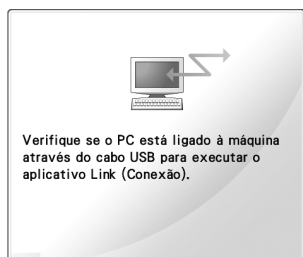 Verifique se o PC está ligado à máquina
através do cabo USB para executar o
aplicativo Link (Conexão).